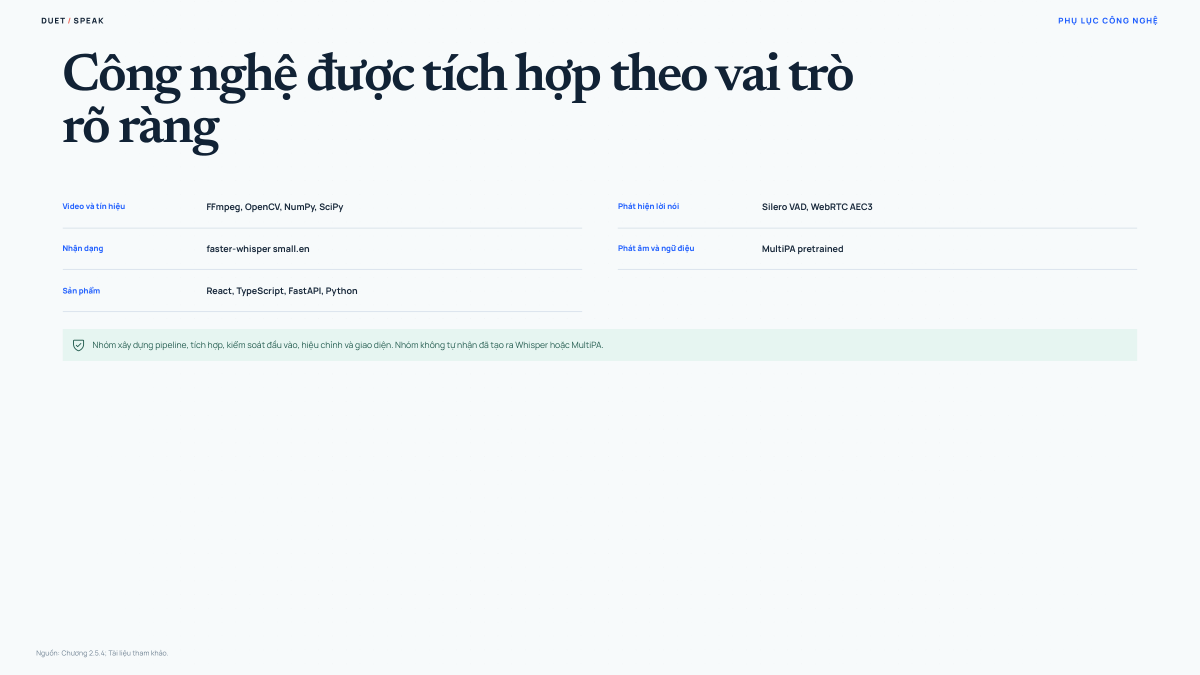 DUET / SPEAK
PHỤ LỤC CÔNG NGHỆ
Công nghệ được tích hợp theo vai trò
rõ ràng
Video và tín hiệu
FFmpeg, OpenCV, NumPy, SciPy
Phát hiện lời nói
Silero VAD, WebRTC AEC3
Nhận dạng
faster-whisper small.en
Phát âm và ngữ điệu
MultiPA pretrained
Sản phẩm
React, TypeScript, FastAPI, Python
Nhóm xây dựng pipeline, tích hợp, kiểm soát đầu vào, hiệu chỉnh và giao diện. Nhóm không tự nhận đã tạo ra Whisper hoặc MultiPA.
Nguồn: Chương 2.5.4; Tài liệu tham khảo.